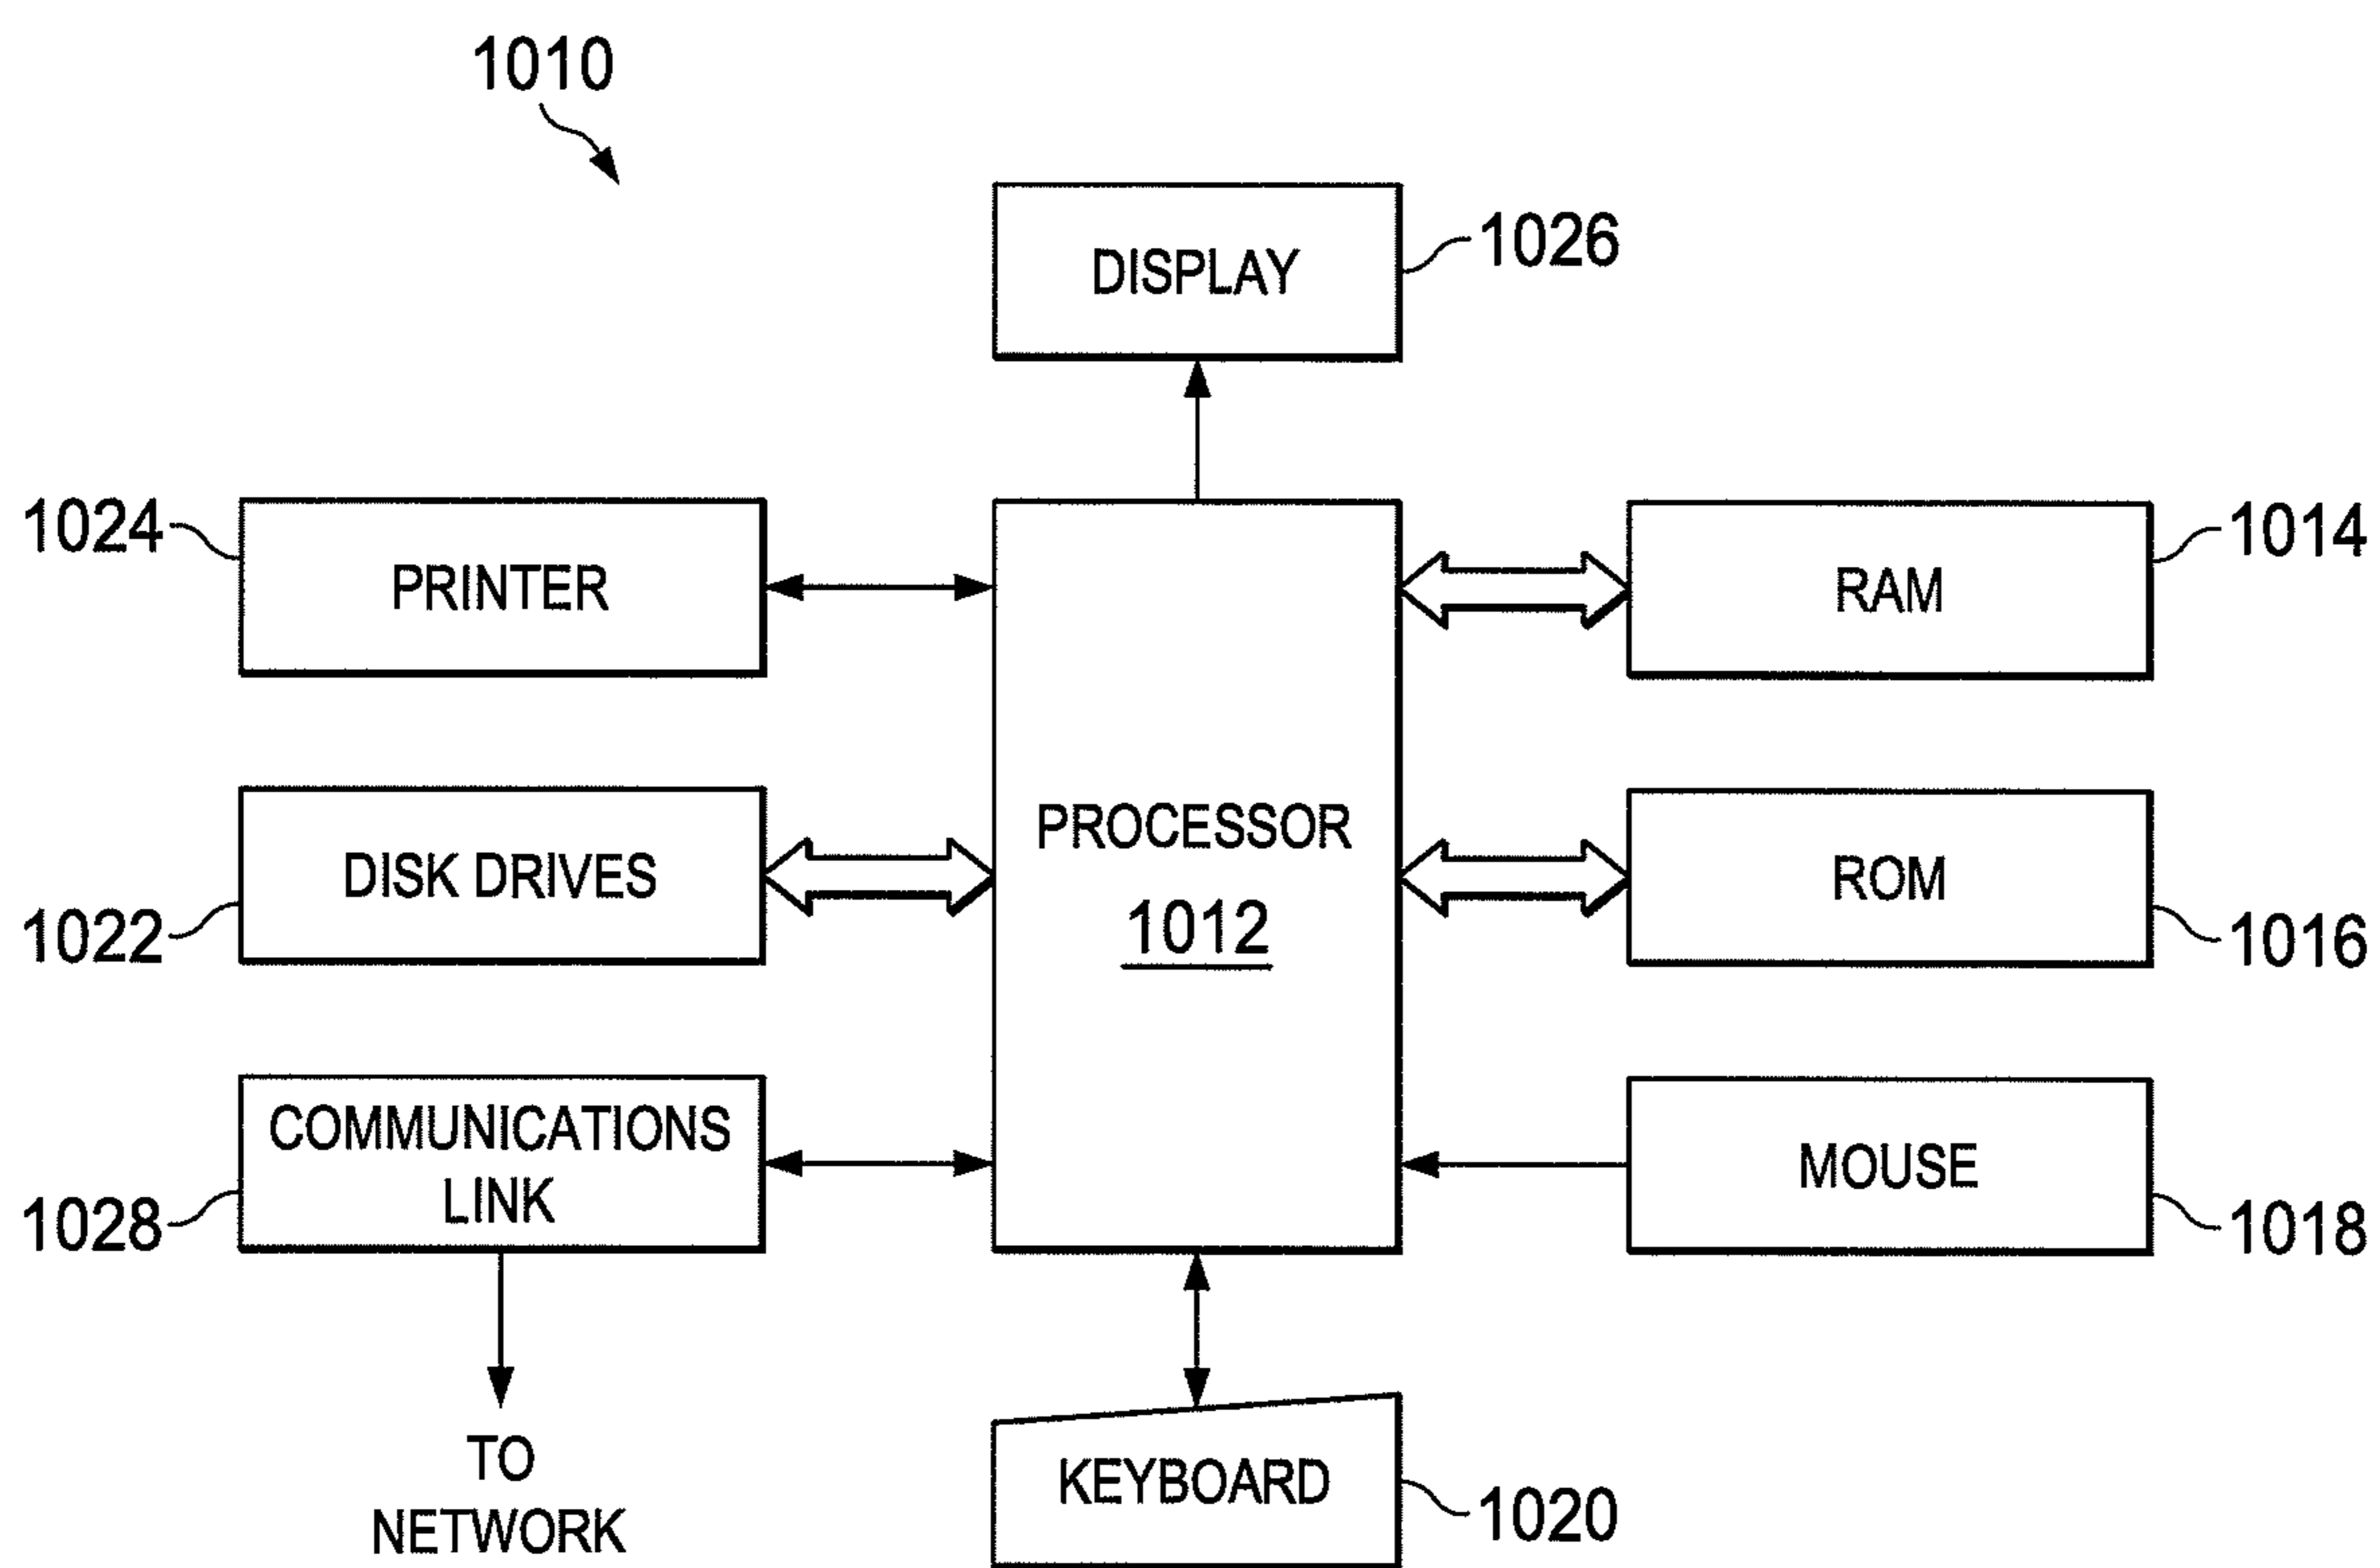 1010
DISPLAY
1026
1024
PRINTER
RAM
1014
DISK DRIVES
1022
PROCESSOR
1012
ROM
1016
COMMUNICATIONS
LINK
1028
MOUSE
1018
TO
NETWORK
KEYBOARD
1020